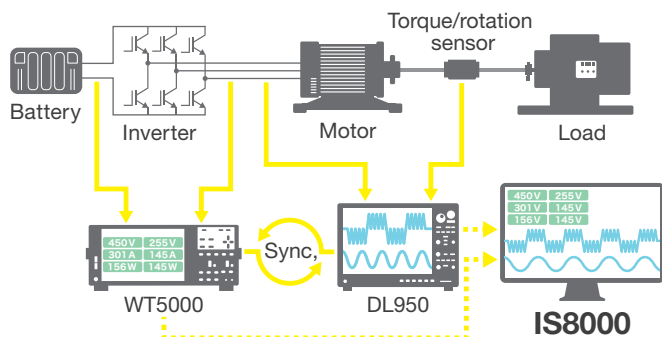 Torque/rotation
sensor
Battery
Inverter
Motor
Load
450V 255V
301A 145A
156W 145W
Sync,
450V 255V
301V 145V
156V 145V
WT5000
DL950
IS8000